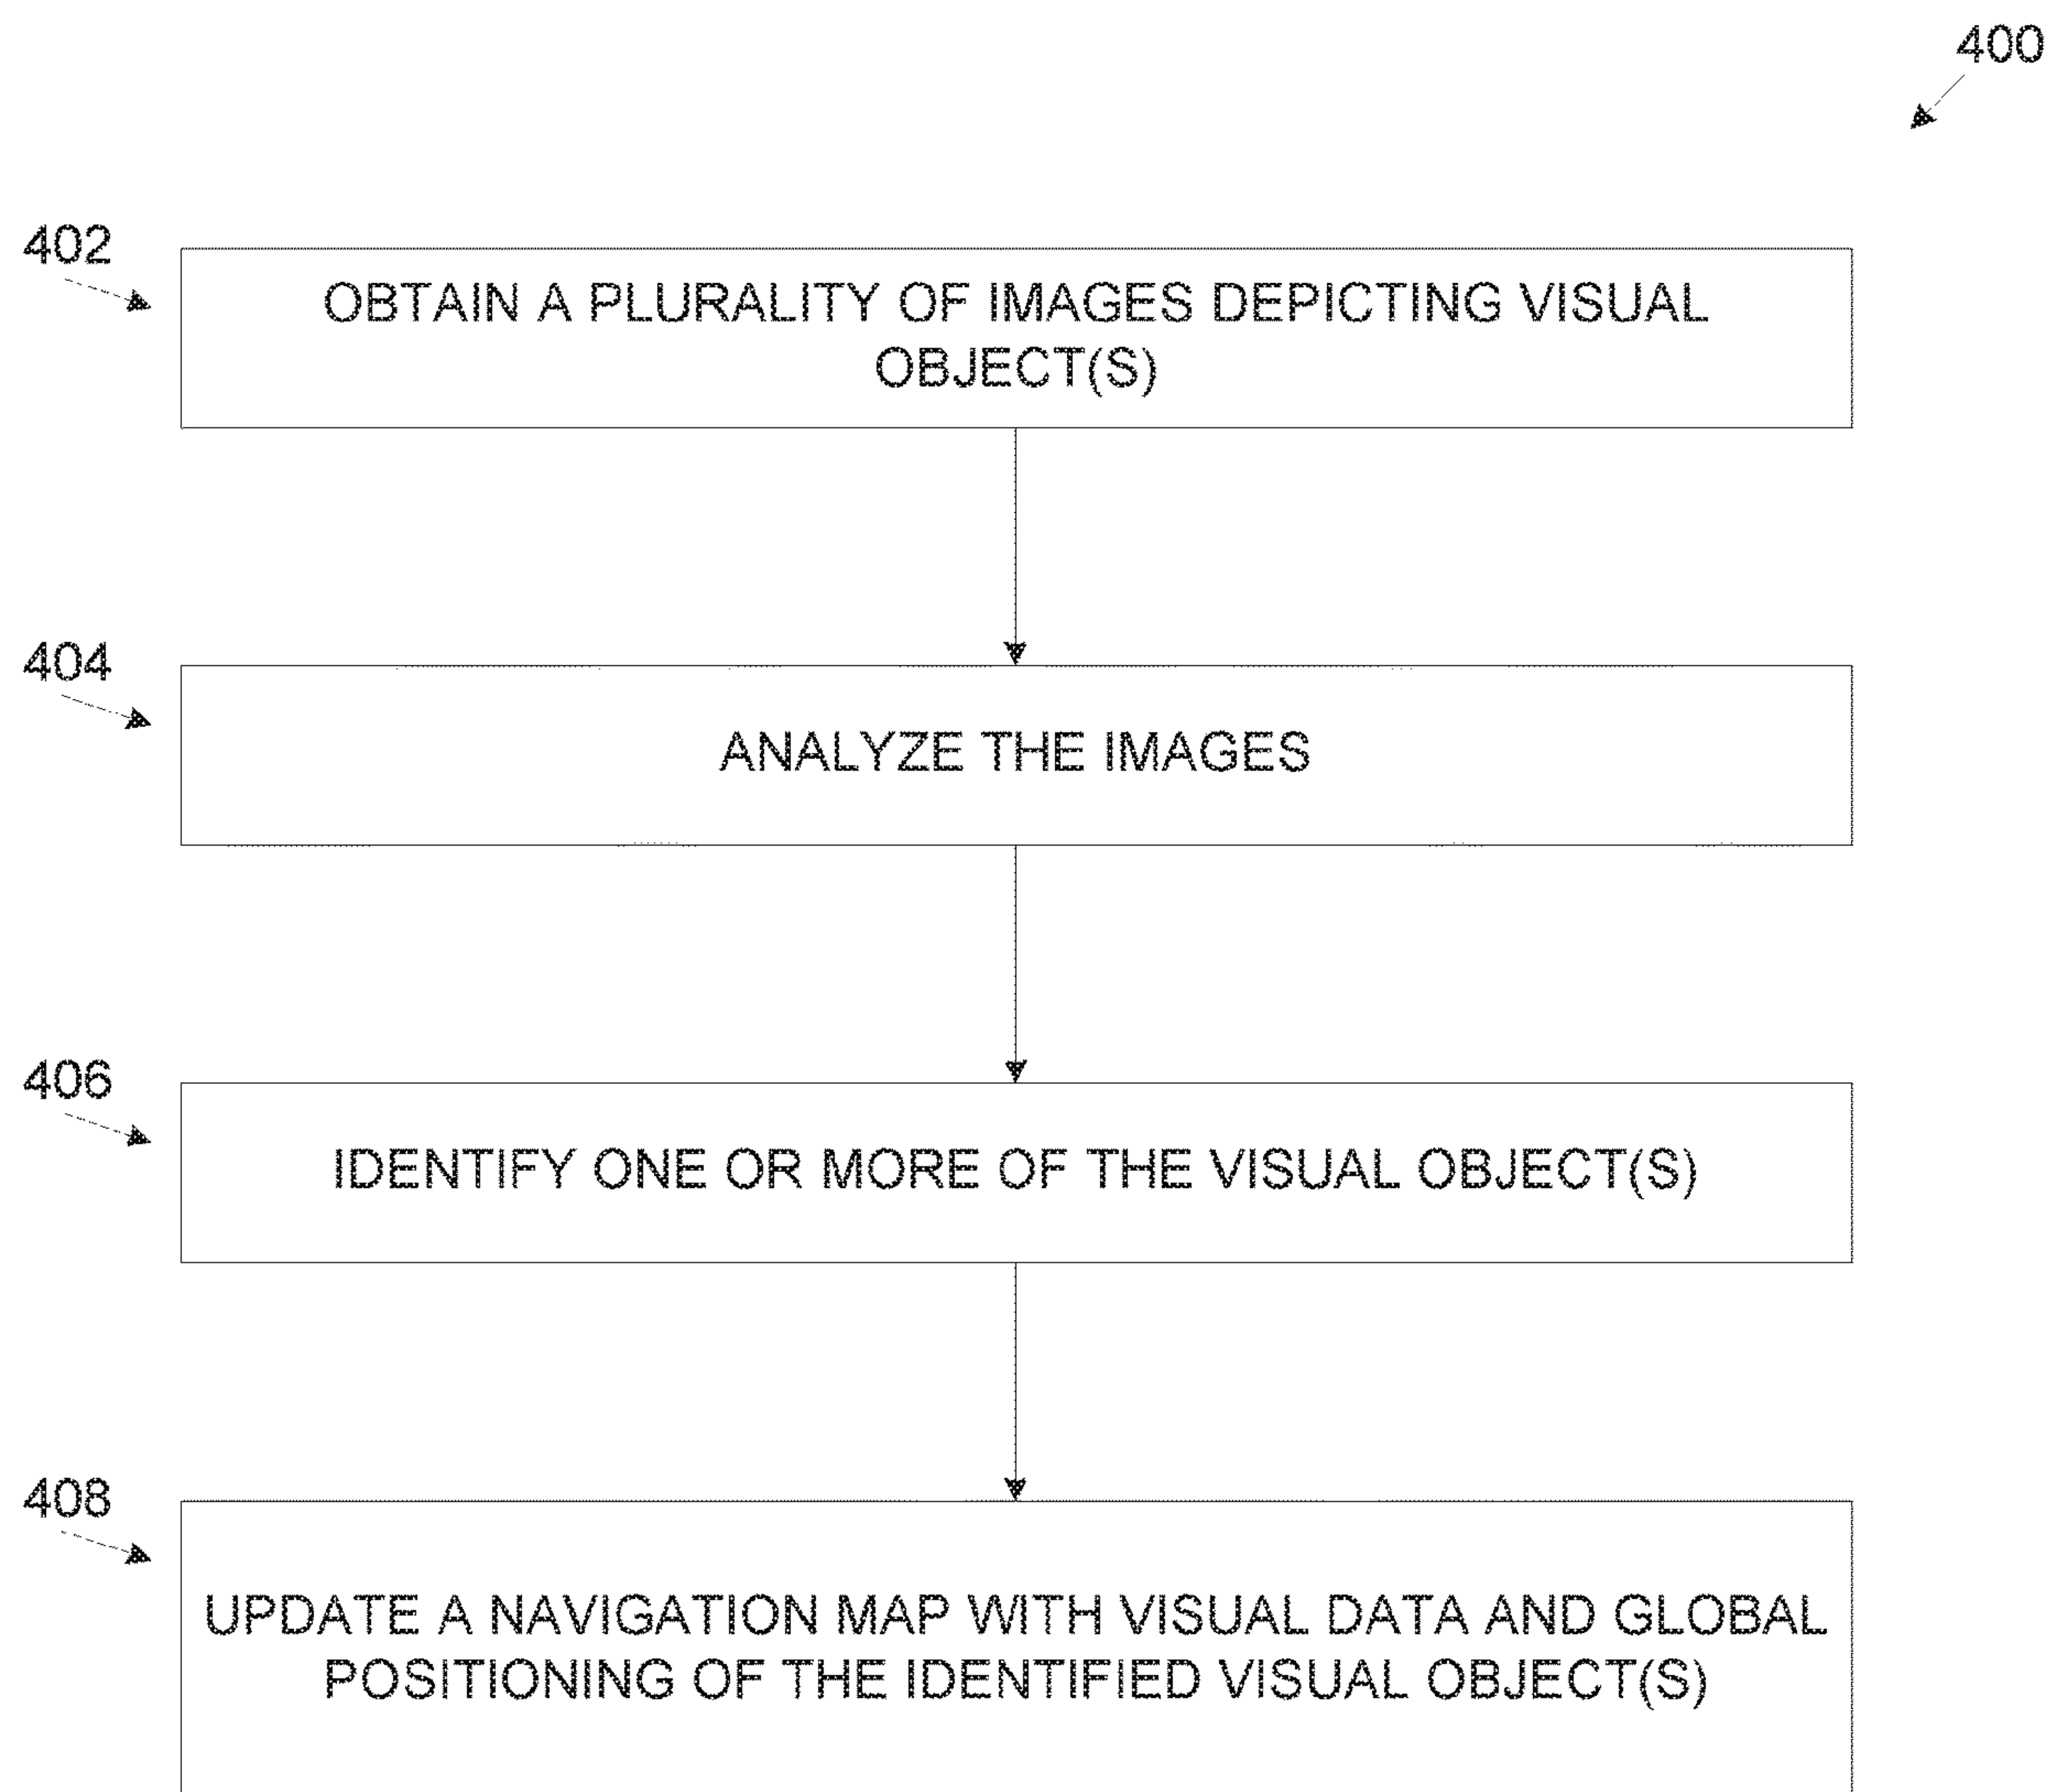 400
402
OBTAIN A PLURALITY OF IMAGES DEPICTING VISUAL
OBJECT(S)
404
ANALYZE THE IMAGES
406
IDENTIFY ONE OR MORE OF THE VISUAL OBJECT(S)
408
UPDATE A NAVIGATION MAP WITH VISUAL DATA AND GLOBAL
POSITIONING OF THE IDENTIFIED VISUAL OBJECT(S)